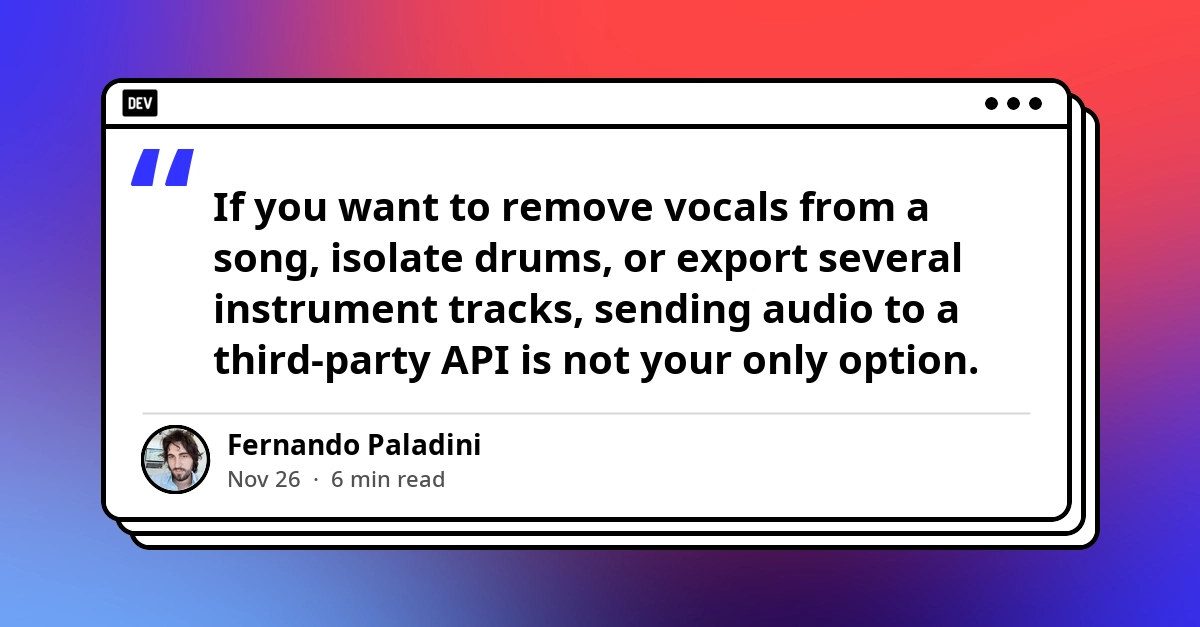 DEV
“
If you want to remove vocals from a
song, isolate drums, or export several
instrument tracks, sending audio to a
third-party API is not your only option.
Fernando Paladini
Nov 26 · 6 min read